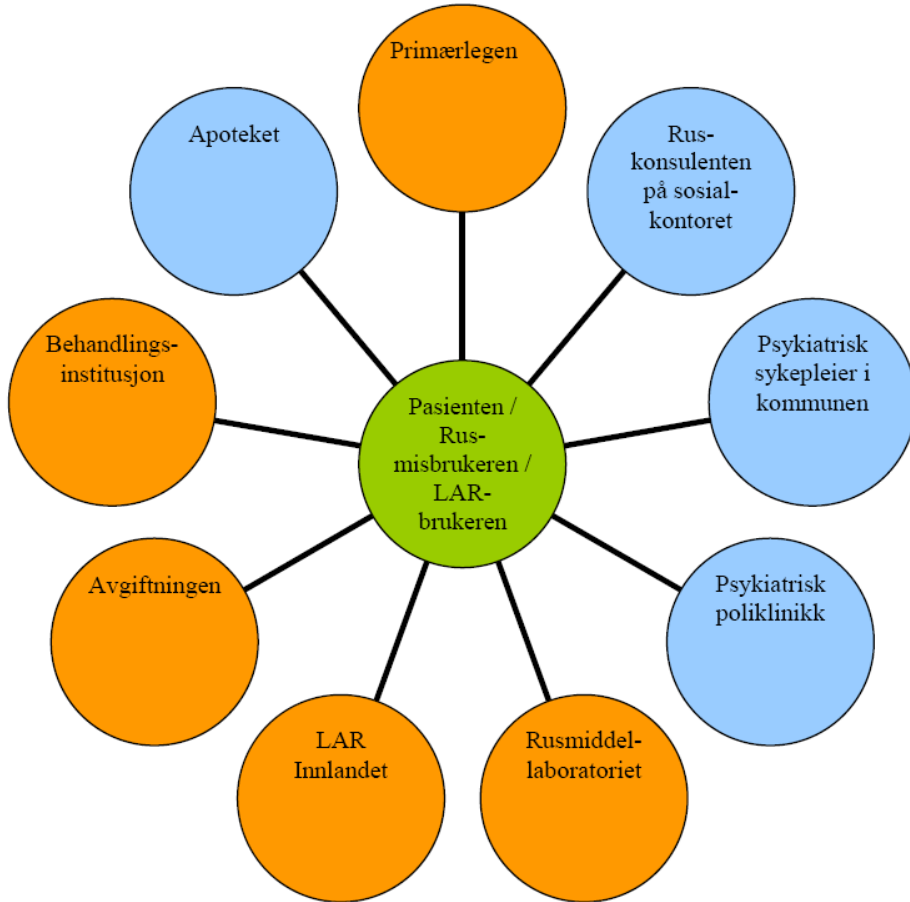 Primærlegen
Apoteket
Rus-
konsulenten
på sosial-
kontoret
Behandlings-
institusjon
Psykiatrisk
sykepleier i
kommunen
Pasienten /
Rus-
misbrukeren /
LAR-
brukeren
Avgiftningen
Psykiatrisk
poliklinikk
LAR
Innlandet
Rusmiddel-
laboratoriet